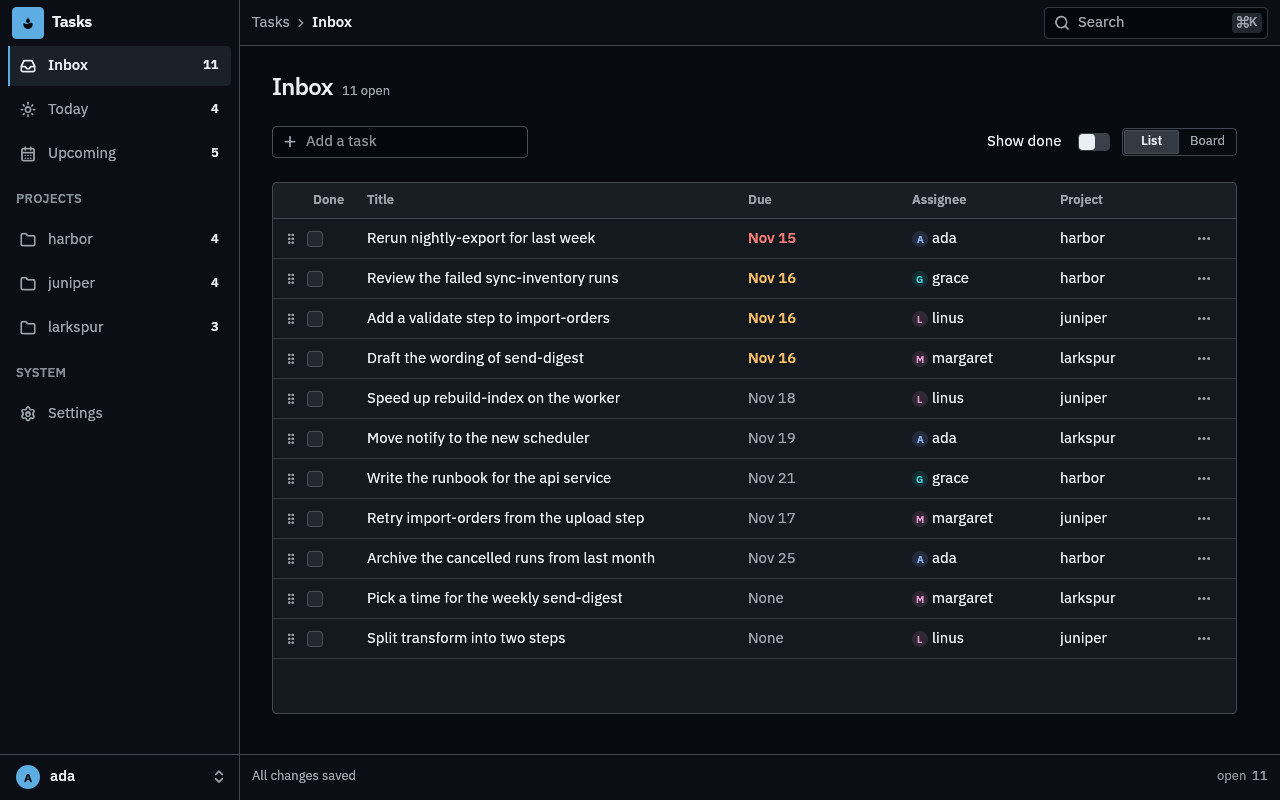 Tasks
Tasks > Inbox
Search ⌘K
Inbox 11
Today 4
Upcoming 5
PROJECTS
harbor 4
juniper 4
larkspur 3
SYSTEM
Settings
A ada
Inbox 11 open
+ Add a task
Show done List Board
Done Title Due Assignee Project
Rerun nightly-export for last week Nov 15 A ada harbor ···
Review the failed sync-inventory runs Nov 16 G grace harbor ···
Add a validate step to import-orders Nov 16 L linus juniper ···
Draft the wording of send-digest Nov 16 M margaret larkspur ···
Speed up rebuild-index on the worker Nov 18 L linus juniper ···
Move notify to the new scheduler Nov 19 A ada larkspur ···
Write the runbook for the api service Nov 21 G grace harbor ···
Retry import-orders from the upload step Nov 17 M margaret juniper ···
Archive the cancelled runs from last month Nov 25 A ada harbor ···
Pick a time for the weekly send-digest None M margaret larkspur ···
Split transform into two steps None L linus juniper ···
All changes saved open 11